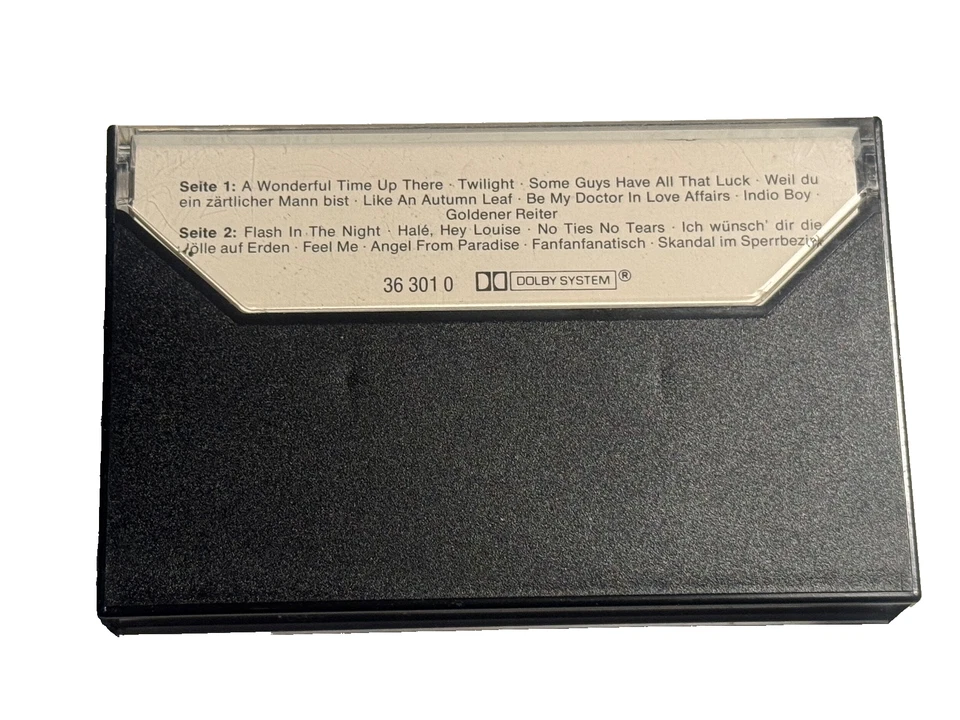 Seite 1: A Wonderful Time Up There · Twilight · Some Guys Have All That Luck · Weil du
ein zärtlicher Mann bist · Like An Autumn Leaf · Be My Doctor In Love Affairs · Indio Boy ·
Goldener Reiter
Seite 2: Flash In The Night · Halé, Hey Louise · No Ties No Tears · Ich wünsch' dir die
Hölle auf Erden · Feel Me · Angel From Paradise · Fanfanfanatisch · Skandal im Sperrbezirk
36 301 0 DOLBY SYSTEM ®